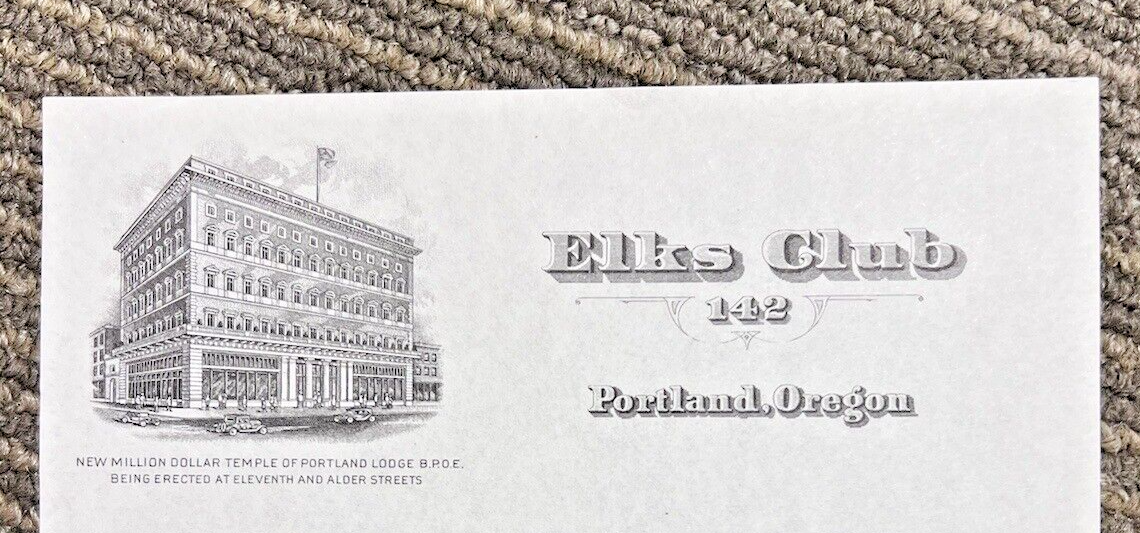 NEW MILLION DOLLAR TEMPLE OF PORTLAND LODGE B.P.O.E.
BEING ERECTED AT ELEVENTH AND ALDER STREETS
Elks Club
142
Portland, Oregon